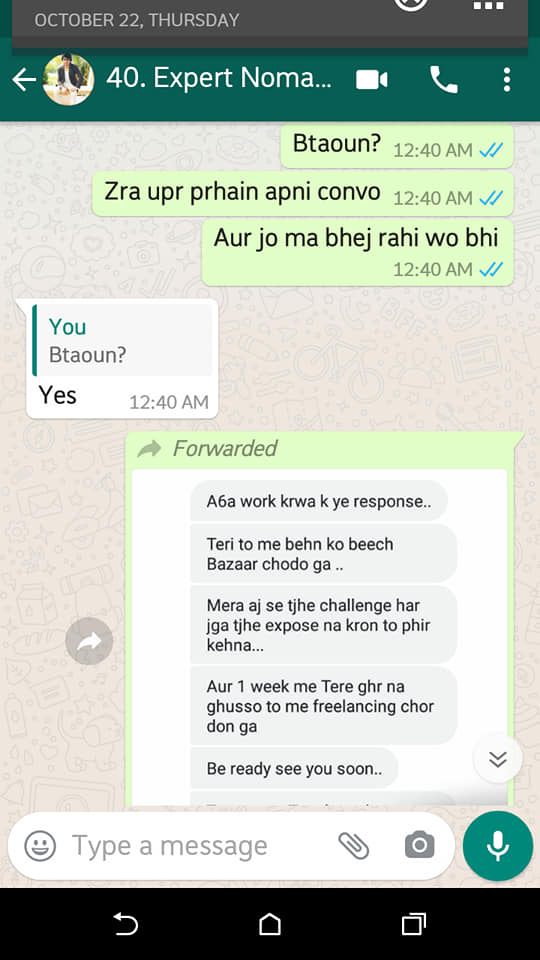 OCTOBER 22, THURSDAY
40. Expert Noma...
Btaoun? 12:40 AM
Zra upr prhain apni convo 12:40 AM
Aur jo ma bhej rahi wo bhi
12:40 AM
You
Btaoun?
Yes 12:40 AM
Forwarded
A6a work krwa k ye response..
Teri to me behn ko beech
Bazaar chodo ga ..
Mera aj se tjhe challenge har
jga tjhe expose na kron to phir
kehna...
Aur 1 week me Tere ghr na
ghusso to me freelancing chor
don ga
Be ready see you soon..
Type a message